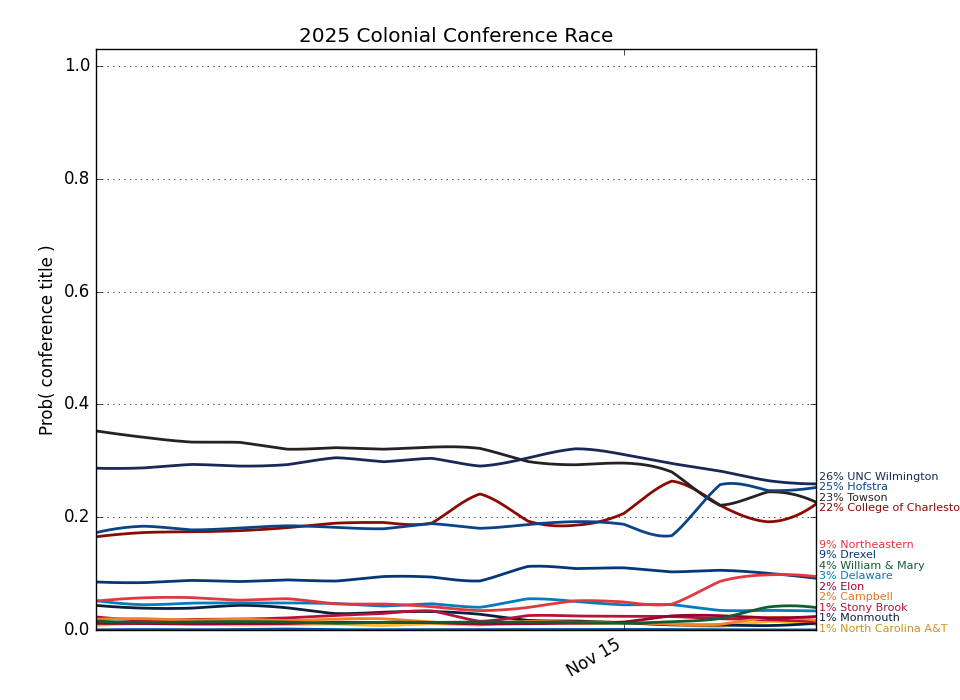 2025 Colonial Conference Race
Prob( conference title )
1.0
0.8
0.6
0.4
0.2
0.0
Nov 15
26% UNC Wilmington
25% Hofstra
23% Towson
22% College of Charlesto
9% Northeastern
9% Drexel
4% William & Mary
3% Delaware
2% Elon
2% Campbell
1% Stony Brook
1% Monmouth
1% North Carolina A&T